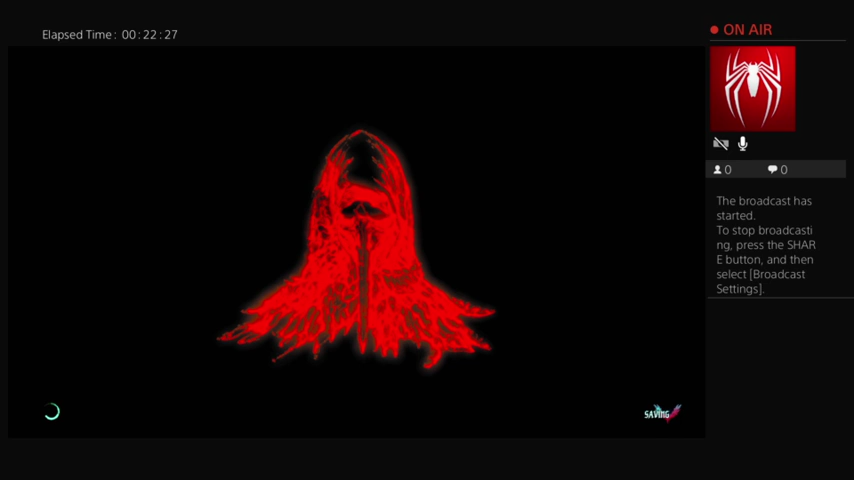 Elapsed Time: 00:22:27
ON AIR
0 0
The broadcast has
started.
To stop broadcasti
ng, press the SHAR
E button, and then
select [Broadcast
Settings].
SAVING